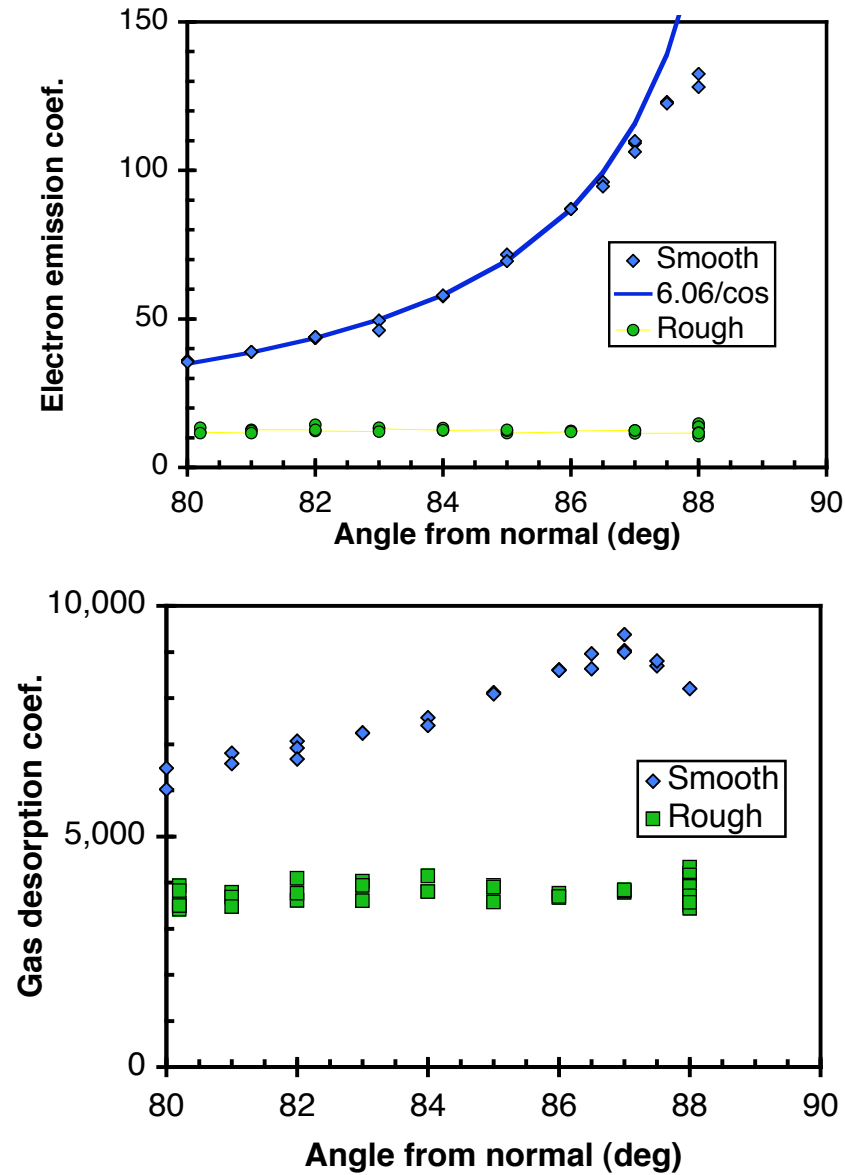 150
100
50
0
Electron emission coef.
Smooth
6.06/cos
Rough
80 82 84 86 88 90
Angle from normal (deg)
10,000
5,000
0
Gas desorption coef.
Smooth
Rough
80 82 84 86 88 90
Angle from normal (deg)